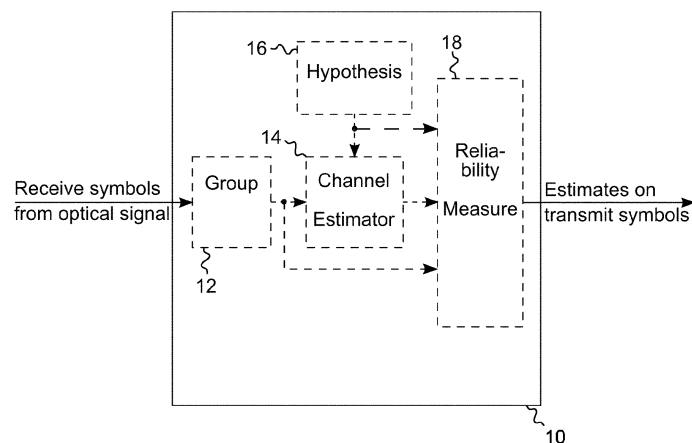 16
Hypothesis
18
14
Group
Channel
Estimator
Relia-
bility
Measure
Receive symbols
from optical signal
Estimates on
transmit symbols
12
10